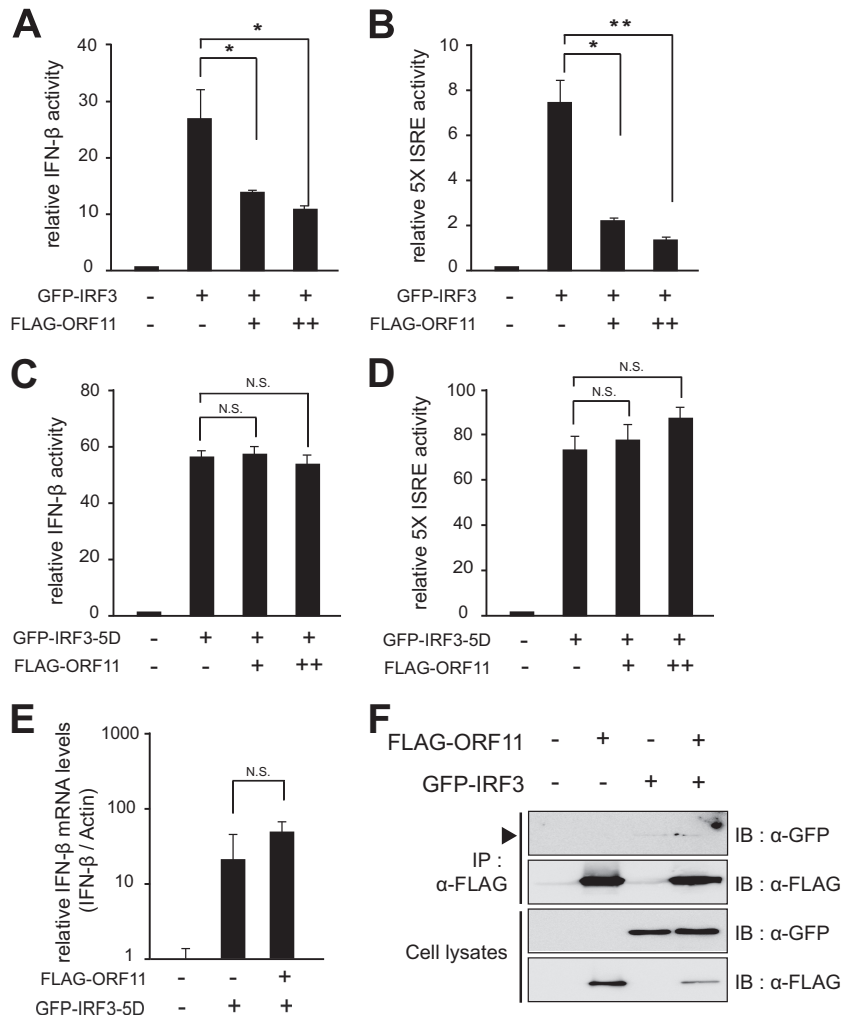 A
relative IFN-β activity
40
30
20
10
0
*
*
GFP-IRF3 - + + +
FLAG-ORF11 - - + ++
B
relative 5X ISRE activity
10
8
6
4
2
0
**
*
GFP-IRF3 - + + +
FLAG-ORF11 - - + ++
C
relative IFN-β activity
80
60
40
20
0
N.S.
N.S.
GFP-IRF3-5D - + + +
FLAG-ORF11 - - + ++
D
relative 5X ISRE activity
100
80
60
40
20
0
N.S.
N.S.
GFP-IRF3-5D - + + +
FLAG-ORF11 - - + ++
E
relative IFN-β mRNA levels
(IFN-β / Actin)
1000
100
10
1
N.S.
FLAG-ORF11 - - +
GFP-IRF3-5D - + +
F
FLAG-ORF11 - + - +
GFP-IRF3 - - + +
IP :
α-FLAG
IB : α-GFP
IB : α-FLAG
Cell lysates
IB : α-GFP
IB : α-FLAG